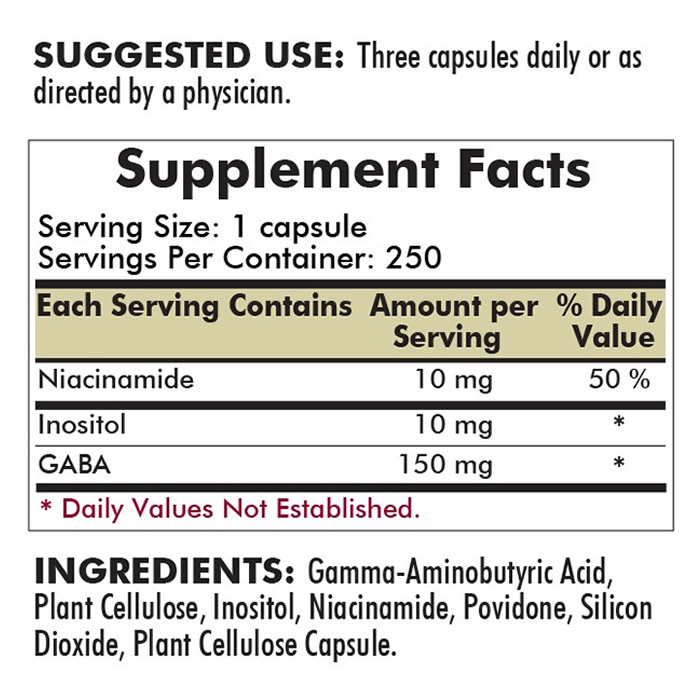 SUGGESTED USE: Three capsules daily or as
directed by a physician.
Supplement Facts
Serving Size: 1 capsule
Servings Per Container: 250
Each Serving Contains Amount per % Daily
Serving Value
Niacinamide 10 mg 50 %
Inositol 10 mg *
GABA 150 mg *
* Daily Values Not Established.
INGREDIENTS: Gamma-Aminobutyric Acid,
Plant Cellulose, Inositol, Niacinamide, Povidone, Silicon
Dioxide, Plant Cellulose Capsule.